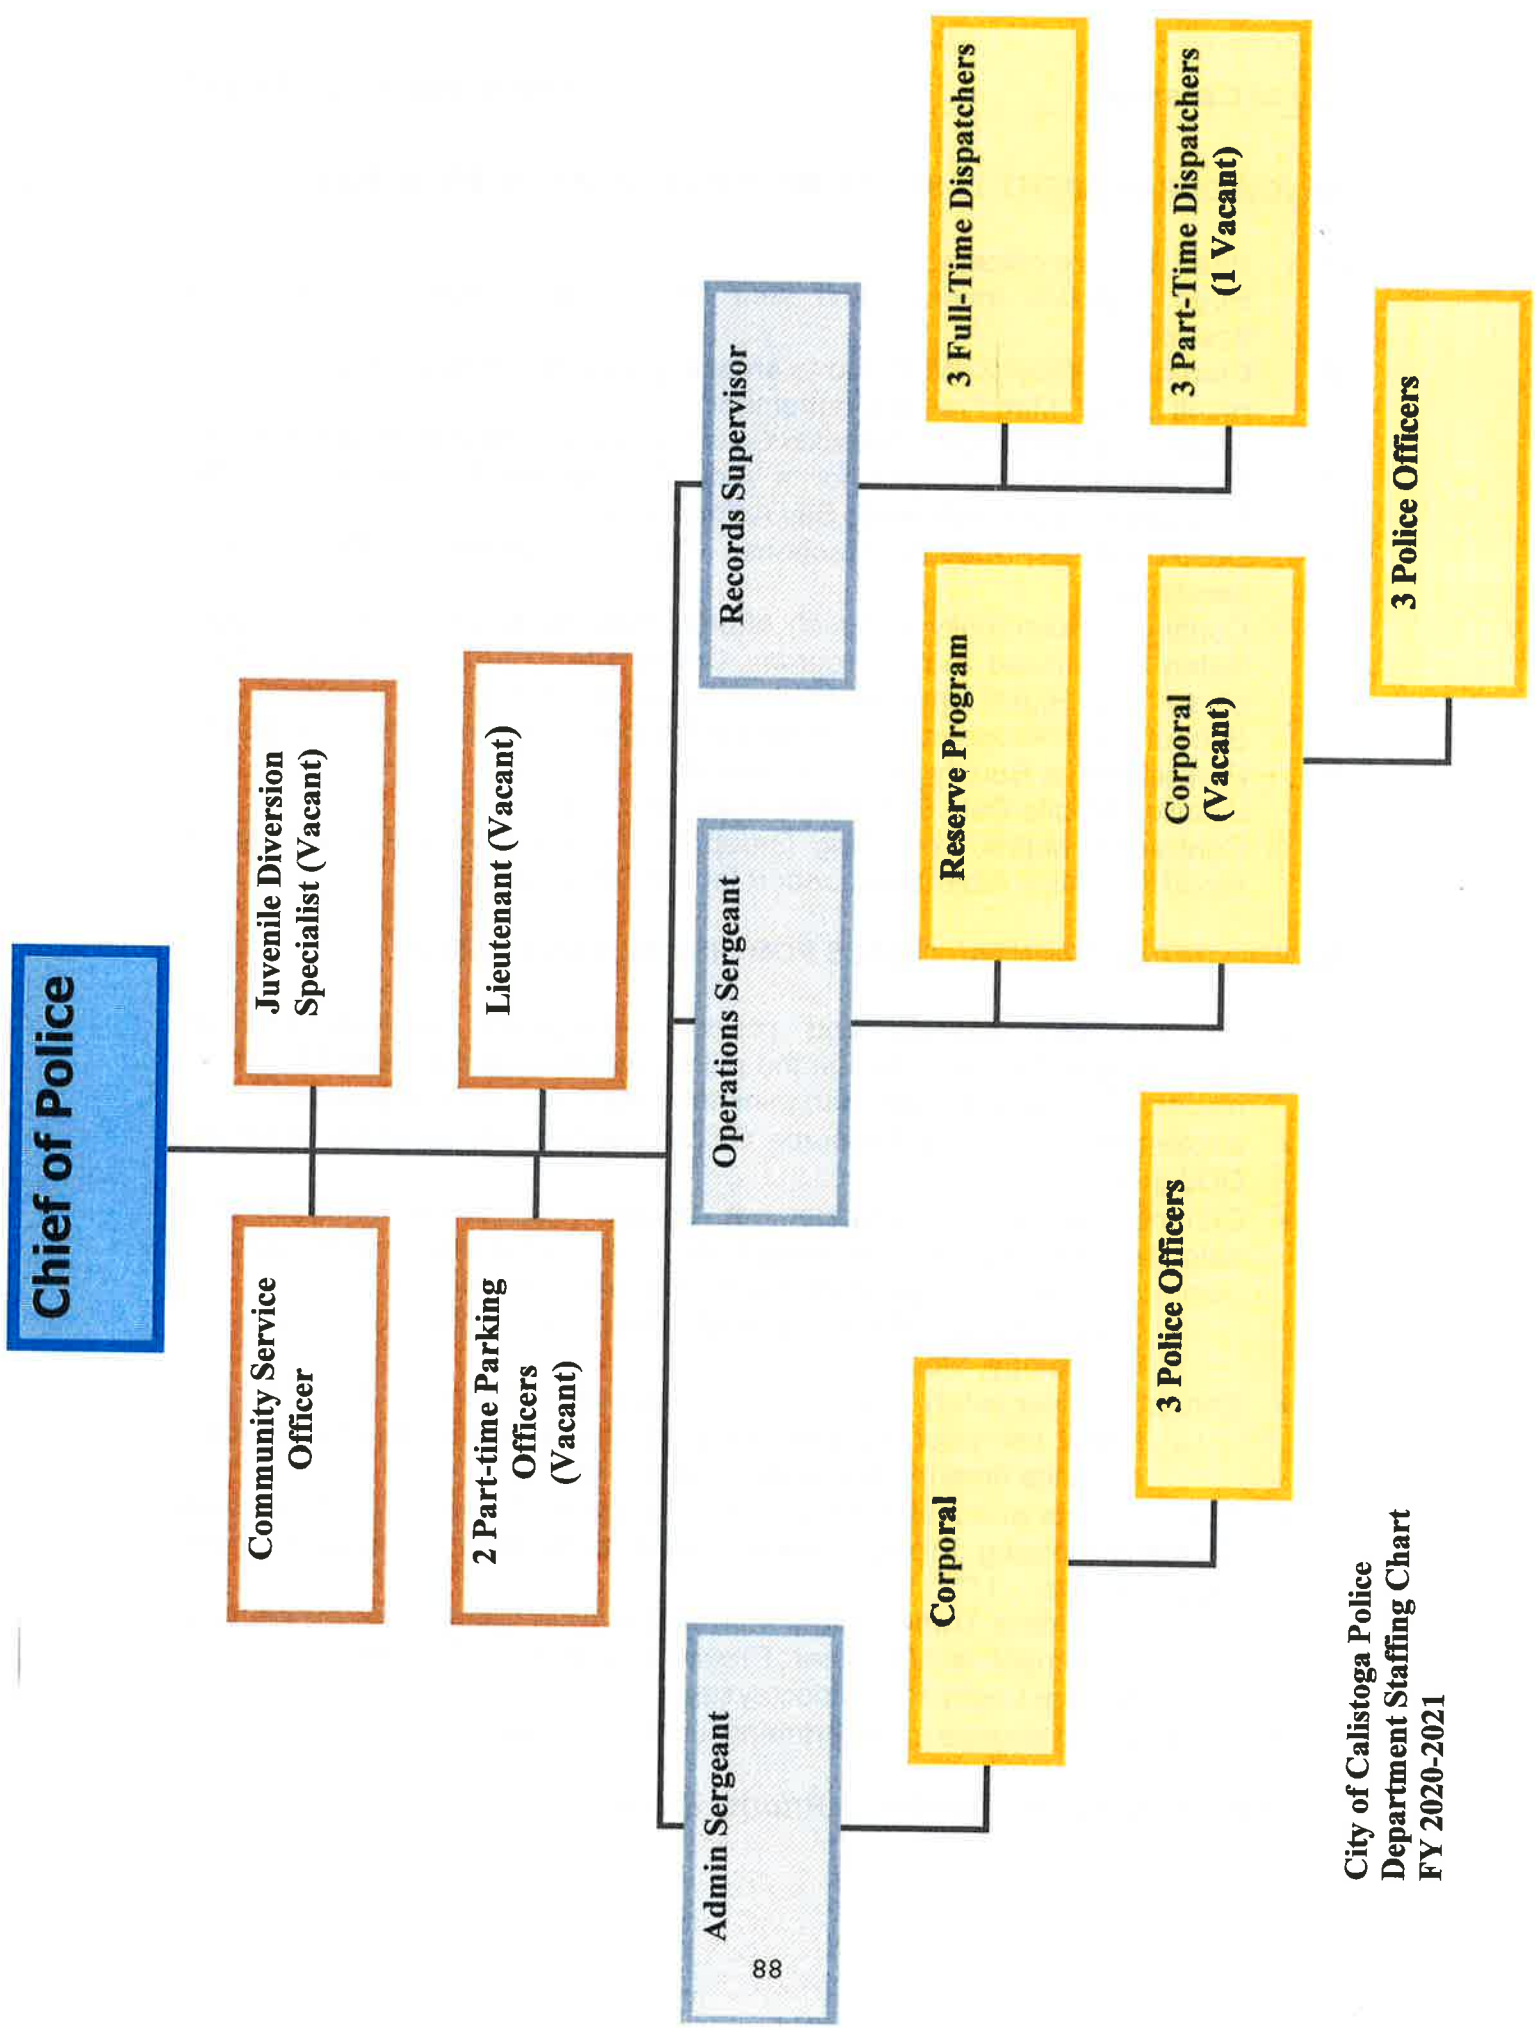 Chief of Police
Community Service
Officer
Juvenile Diversion
Specialist (Vacant)
2 Part-time Parking
Officers
(Vacant)
Lieutenant (Vacant)
Admin Sergeant
Operations Sergeant
Records Supervisor
Corporal
3 Police Officers
Reserve Program
Corporal
(Vacant)
3 Police Officers
3 Full-Time Dispatchers
3 Part-Time Dispatchers
(1 Vacant)
City of Calistoga Police
Department Staffing Chart
FY 2020-2021
88